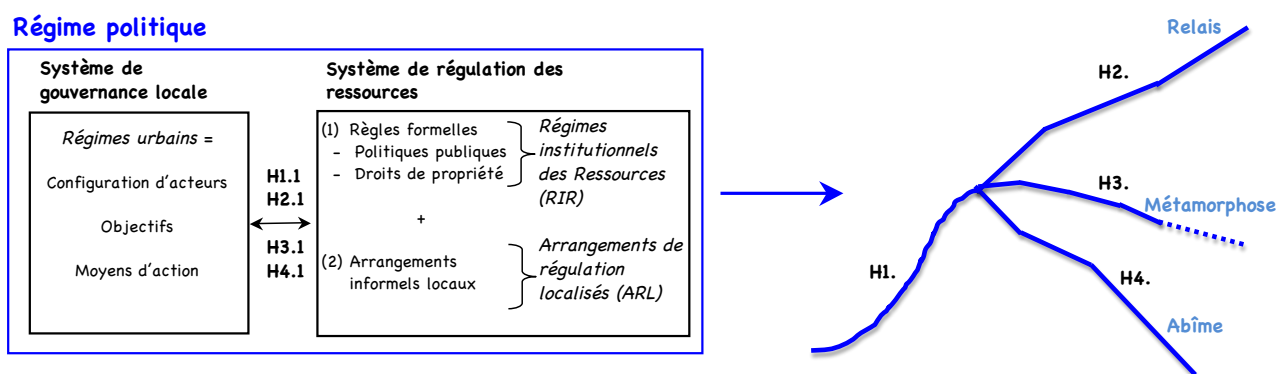 Régime politique
Système de
gouvernance locale
Régimes urbains =
Configuration d'acteurs
Objectifs
Moyens d'action
H1.1
H2.1
H3.1
H4.1
Système de régulation des
ressources
(1) Règles formelles
- Politiques publiques
- Droits de propriété
+
(2) Arrangements
informels locaux
Régimes
institutionnels
des Ressources
(RIR)
Arrangements de
régulation
localisés (ARL)
Relais
H2.
H3.
Métamorphose
H1.
H4.
Abîme